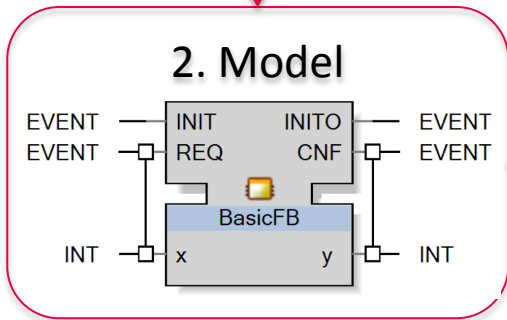 2. Model
EVENT INIT INITO EVENT
EVENT REQ CNF EVENT
BasicFB
INT x y INT